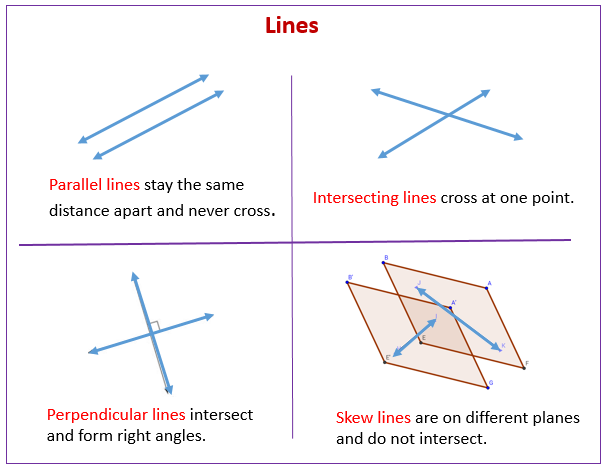 Lines
Parallel lines stay the same
distance apart and never cross.
Intersecting lines cross at one point.
Perpendicular lines intersect
and form right angles.
B
B'
J
A
A'
I
E
K
E'
F
G
Skew lines are on different planes
and do not intersect.